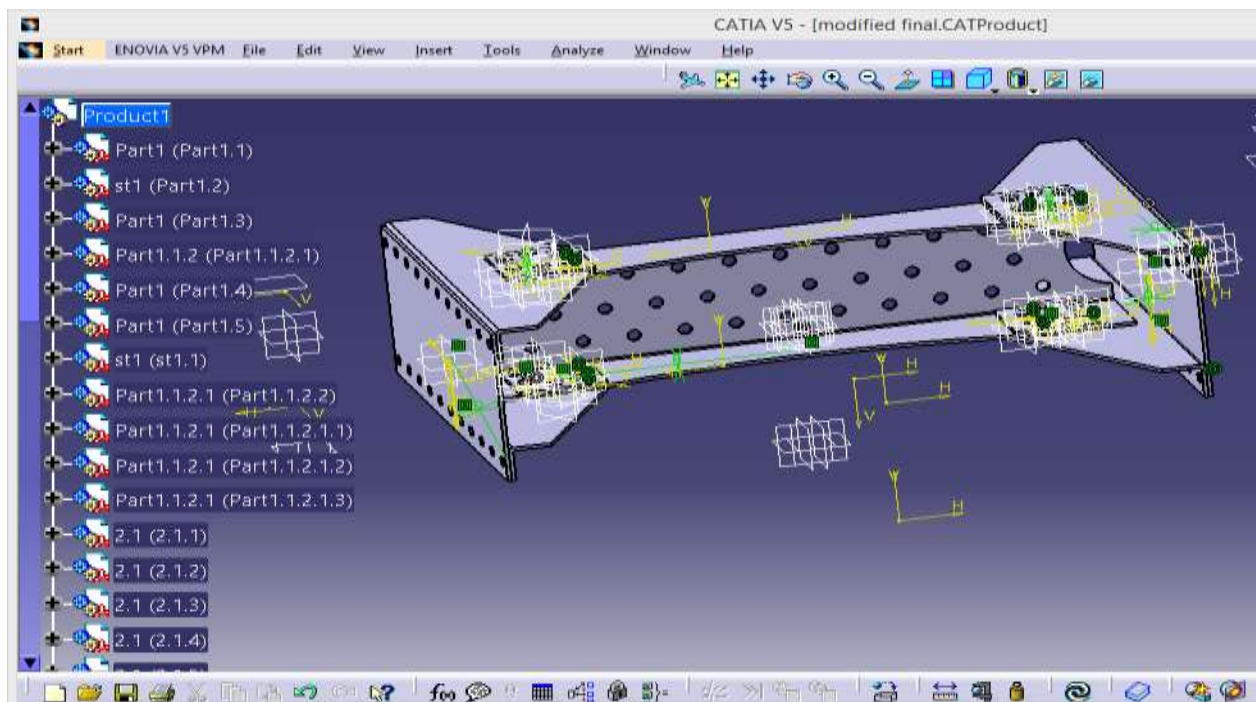 CATIA V5 - [modified final.CATProduct]
Start ENOVIA V5 VPM File Edit View Insert Tools Analyze Window Help
Product1
Part1 (Part1.1)
st1 (Part1.2)
Part1 (Part1.3)
Part1.1.2 (Part1.1.2.1)
Part1 (Part1.4)
Part1 (Part1.5)
st1 (st1.1)
Part1.1.2.1 (Part1.1.2.2)
Part1.1.2.1 (Part1.1.2.1.1)
Part1.1.2.1 (Part1.1.2.1.2)
Part1.1.2.1 (Part1.1.2.1.3)
2.1 (2.1.1)
2.1 (2.1.2)
2.1 (2.1.3)
2.1 (2.1.4)